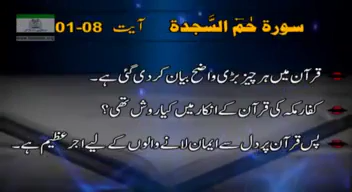 سورۃ حٰمٓ السَّجدة آیت 08-01
قرآن میں ہر چیز بڑی واضح بیان کر دی گئی ہے۔
کفار مکہ کی قرآن کے انکار میں کیا روش تھی؟
پس قرآن پر دل سے ایمان لانے والوں کے لیے اجر عظیم ہے۔